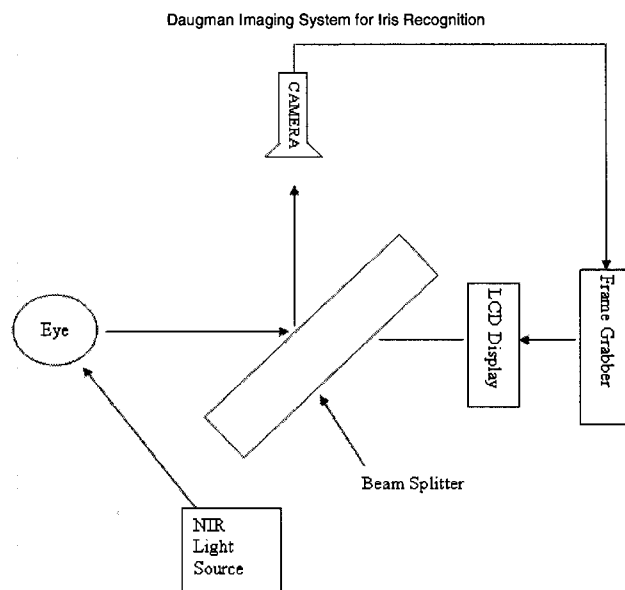 Daugman Imaging System for Iris Recognition
CAMERA
Eye
LCD Display
Frame Grabber
Beam Splitter
NIR
Light
Source